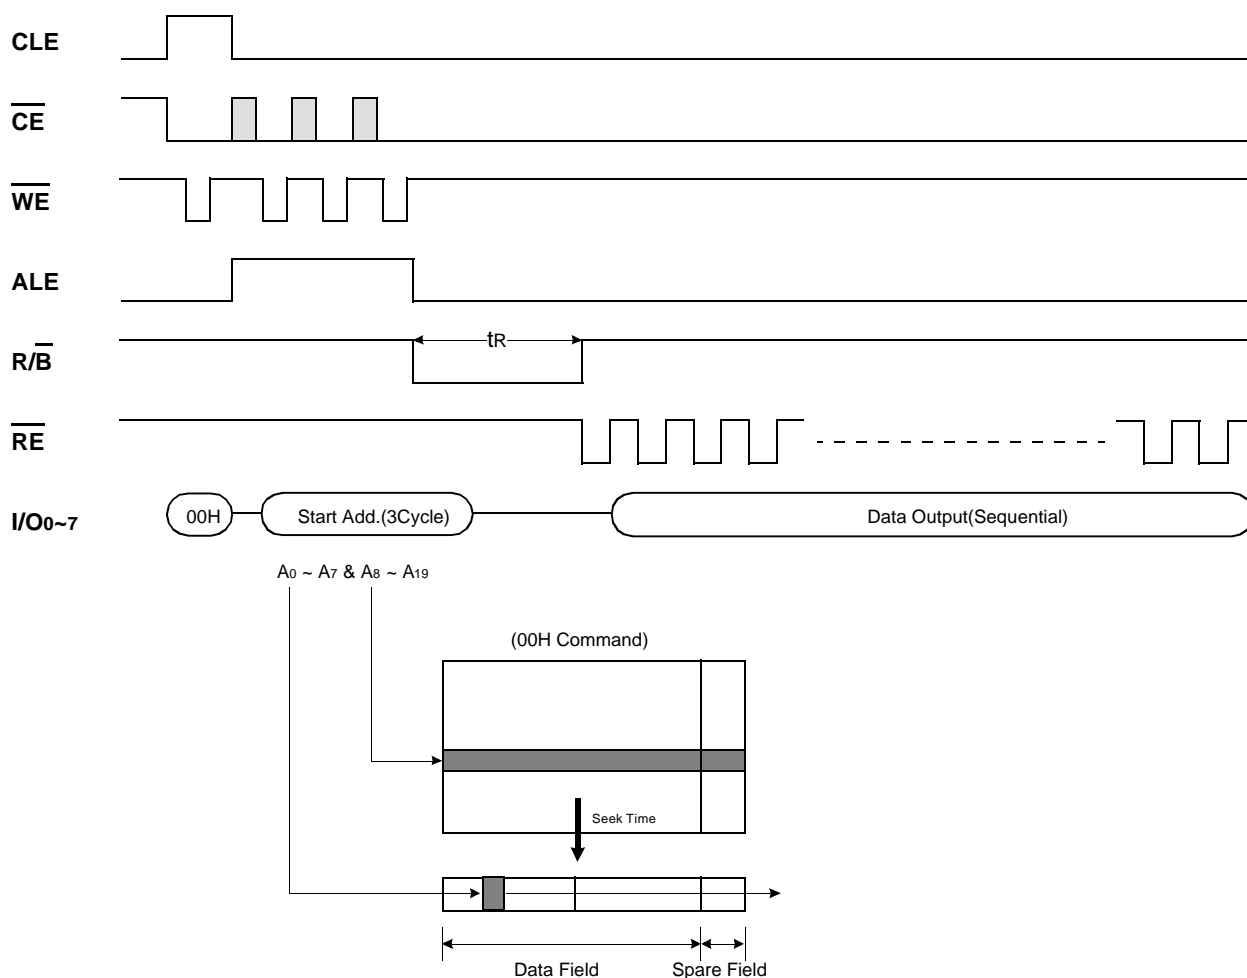 CLE
CE
WE
ALE
R/B
tR
RE
I/O0~7
00H
Start Add.(3Cycle)
Data Output(Sequential)
A0 ~ A7 & A8 ~ A19
(00H Command)
Seek Time
Data Field
Spare Field